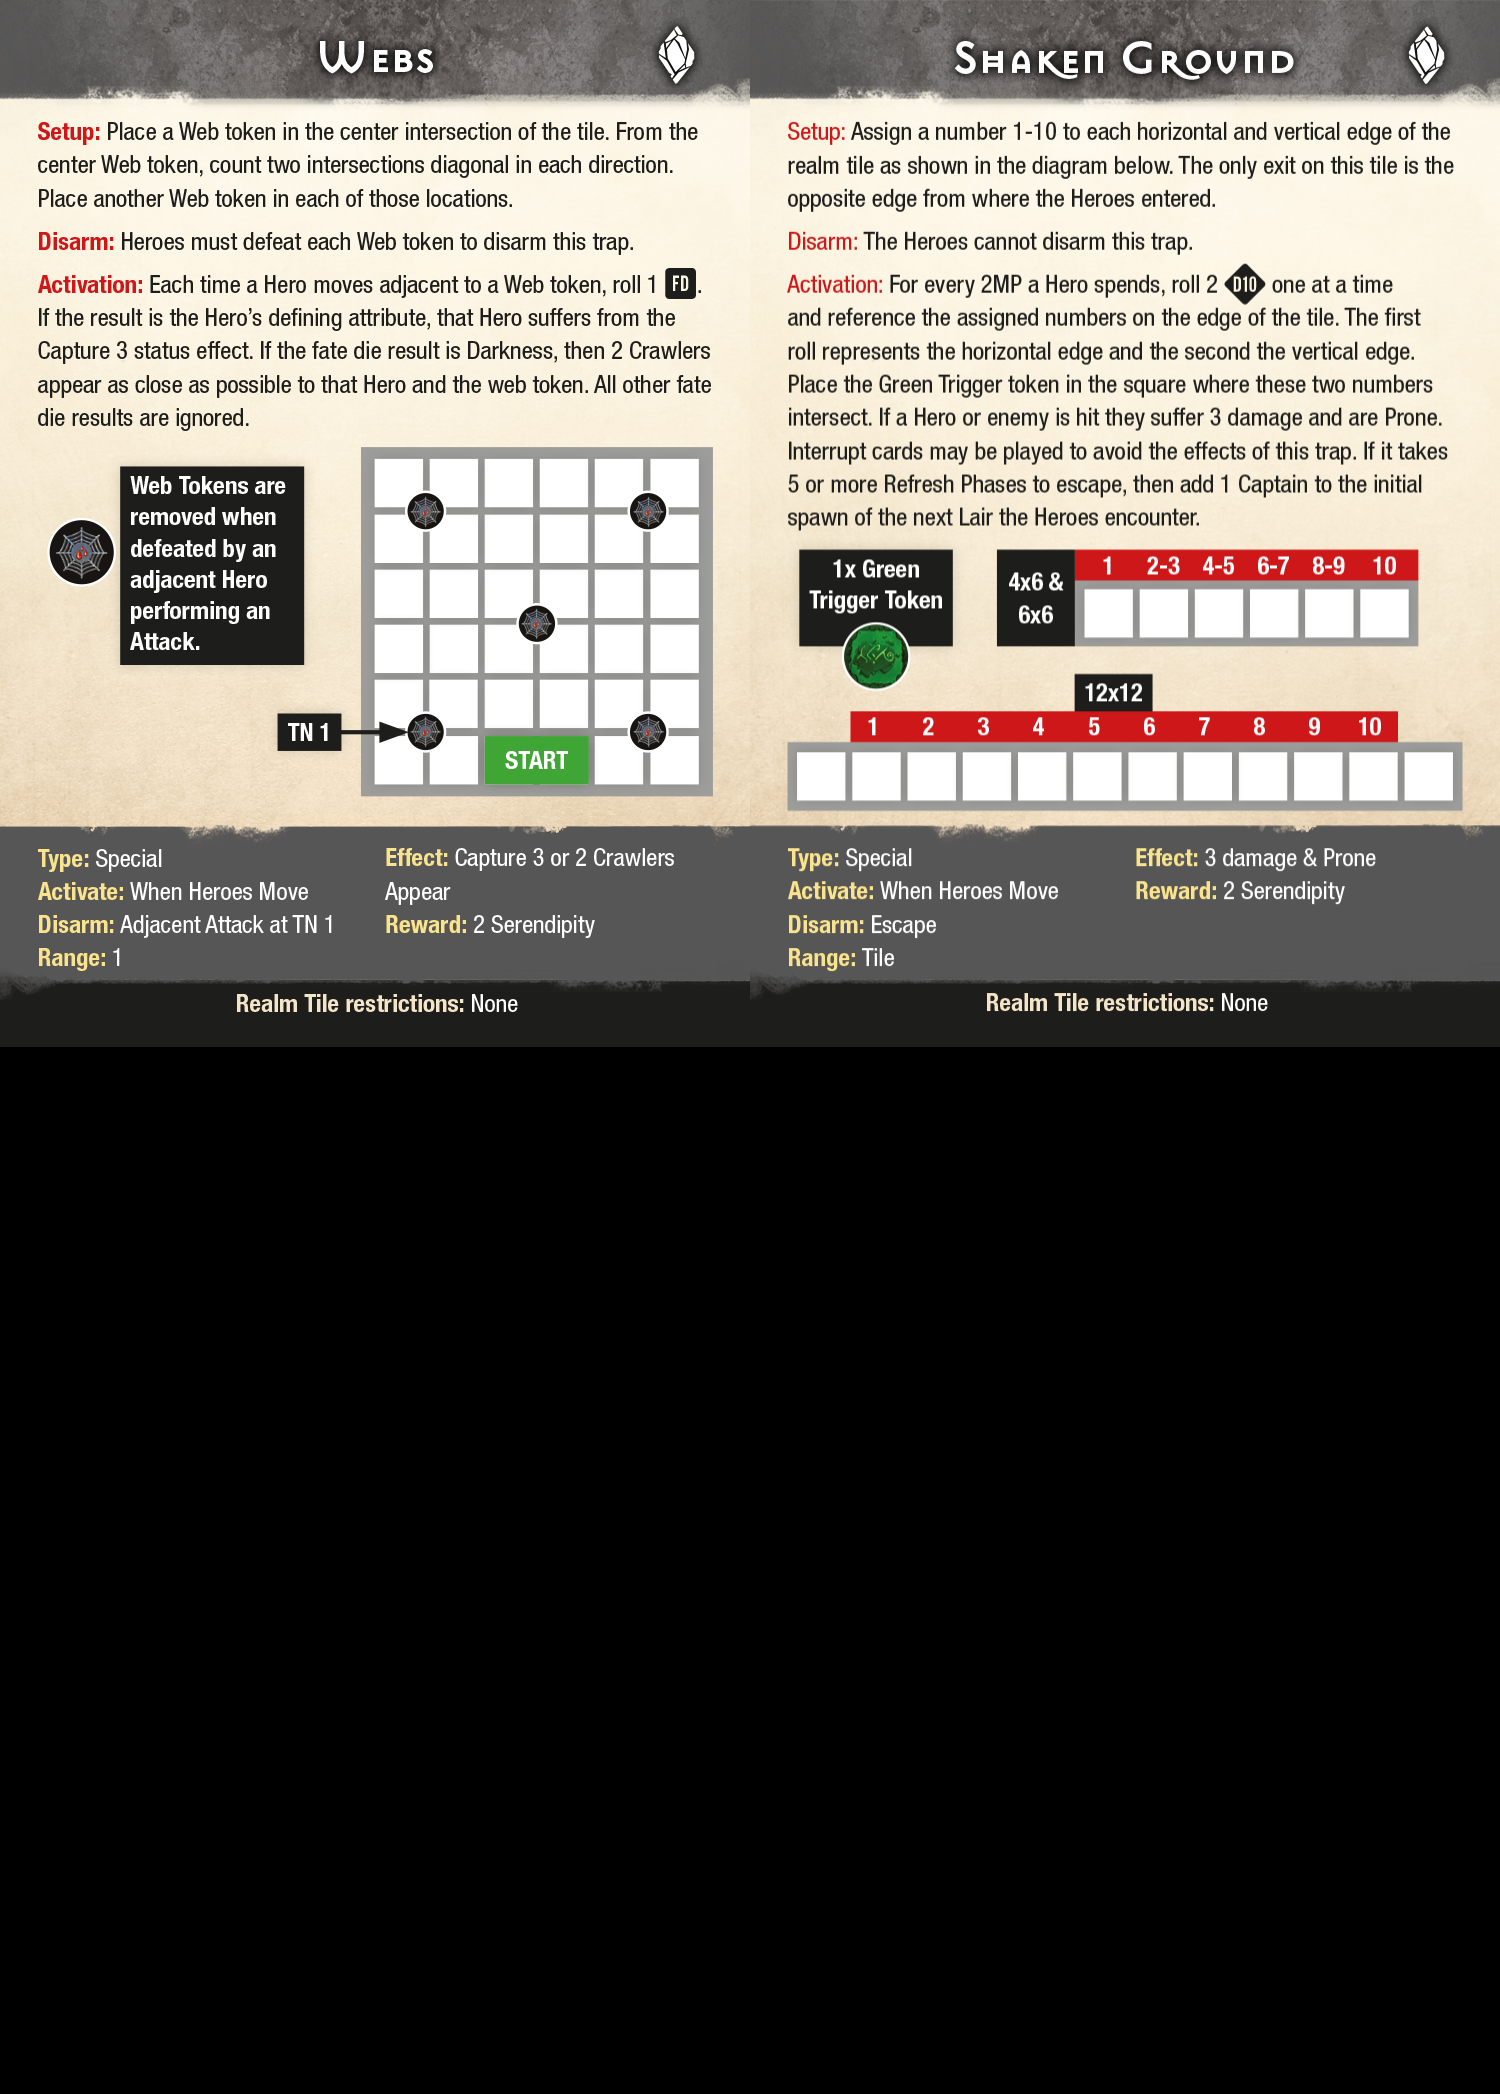 Webs
Setup: Place a Web token in the center intersection of the tile. From the
center Web token, count two intersections diagonal in each direction.
Place another Web token in each of those locations.
Disarm: Heroes must defeat each Web token to disarm this trap.
Activation: Each time a Hero moves adjacent to a Web token, roll 1 FD.
If the result is the Hero’s defining attribute, that Hero suffers from the
Capture 3 status effect. If the fate die result is Darkness, then 2 Crawlers
appear as close as possible to that Hero and the web token. All other fate
die results are ignored.
Web Tokens are
removed when
defeated by an
adjacent Hero
performing an
Attack.
TN 1
START
Type: Special
Activate: When Heroes Move
Disarm: Adjacent Attack at TN 1
Range: 1
Effect: Capture 3 or 2 Crawlers
Appear
Reward: 2 Serendipity
Realm Tile restrictions: None
Shaken Ground
Setup: Assign a number 1-10 to each horizontal and vertical edge of the
realm tile as shown in the diagram below. The only exit on this tile is the
opposite edge from where the Heroes entered.
Disarm: The Heroes cannot disarm this trap.
Activation: For every 2MP a Hero spends, roll 2 D10 one at a time
and reference the assigned numbers on the edge of the tile. The first
roll represents the horizontal edge and the second the vertical edge.
Place the Green Trigger token in the square where these two numbers
intersect. If a Hero or enemy is hit they suffer 3 damage and are Prone.
Interrupt cards may be played to avoid the effects of this trap. If it takes
5 or more Refresh Phases to escape, then add 1 Captain to the initial
spawn of the next Lair the Heroes encounter.
1x Green
Trigger Token
4x6 &
6x6
1 2-3 4-5 6-7 8-9 10
12x12
1 2 3 4 5 6 7 8 9 10
Type: Special
Activate: When Heroes Move
Disarm: Escape
Range: Tile
Effect: 3 damage & Prone
Reward: 2 Serendipity
Realm Tile restrictions: None